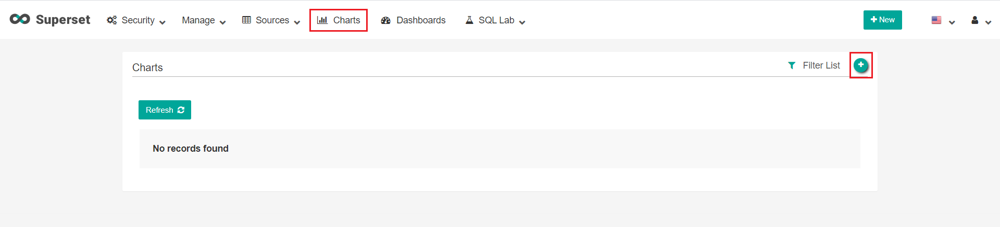 Superset Security Manage Sources Charts Dashboards SQL Lab New
Charts Filter List
Refresh
No records found